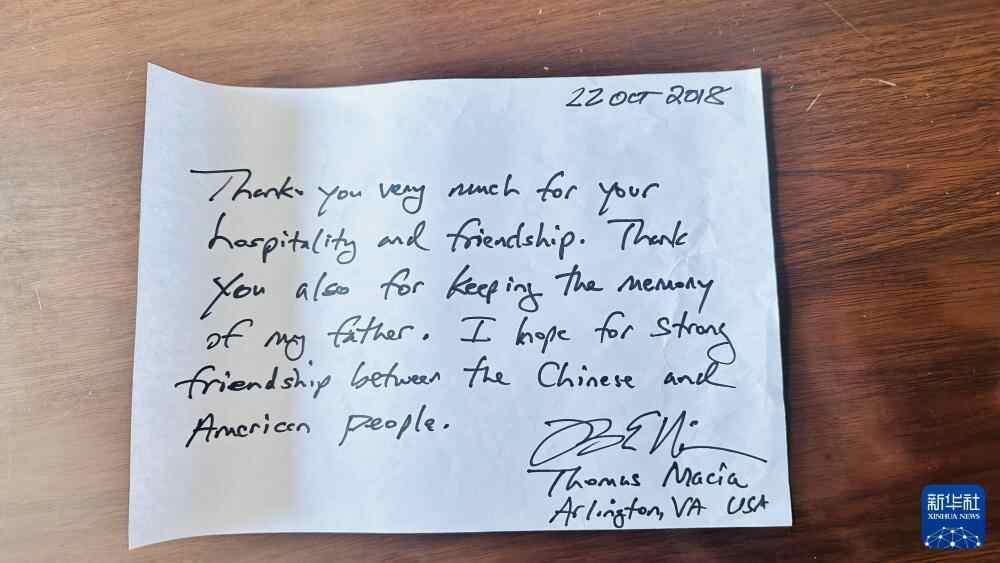 22 OCT 2018
Thank you very much for your
hospitality and friendship. Thank
you also for keeping the memory
of my father. I hope for strong
friendship between the Chinese and
American people.
Thomas Macia
Arlington, VA USA
新华社
XINHUA NEWS